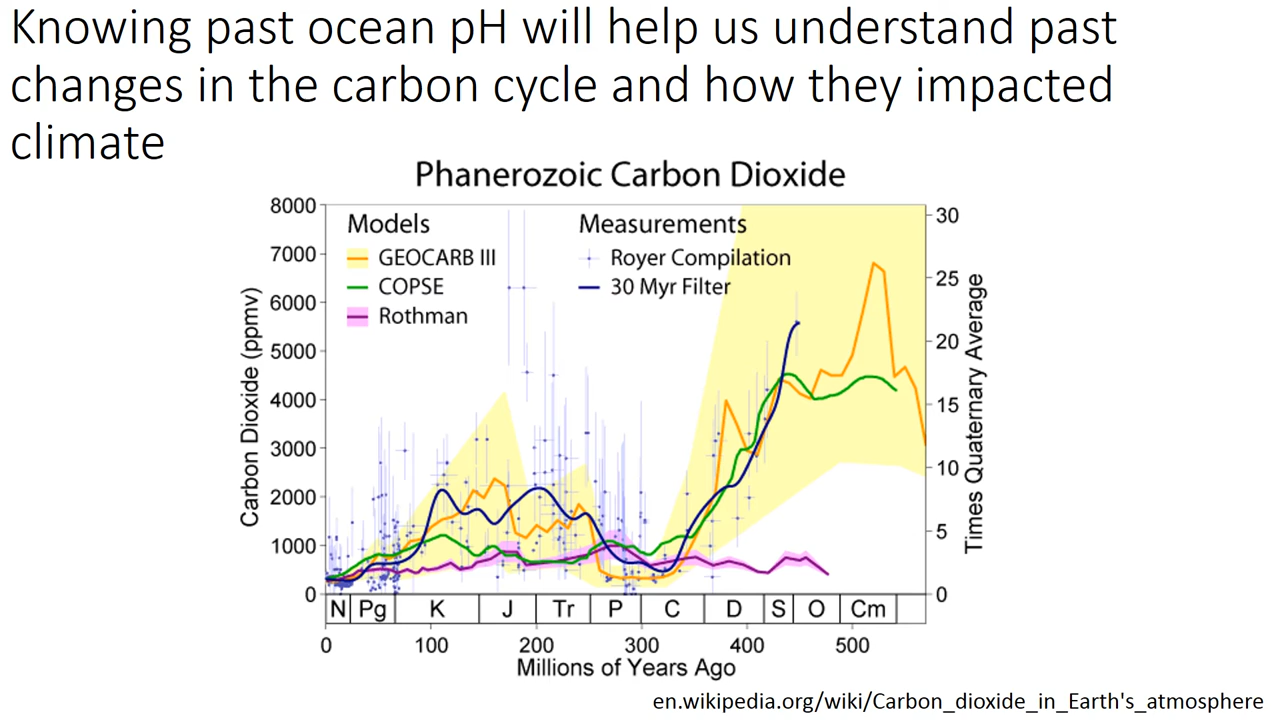 Knowing past ocean pH will help us understand past
changes in the carbon cycle and how they impacted
climate
Phanerozoic Carbon Dioxide
8000
7000
6000
5000
4000
3000
2000
1000
0
Carbon Dioxide (ppmv)
Models
GEOCARB III
COPSE
Rothman
Measurements
Royer Compilation
30 Myr Filter
30
25
20
15
10
5
0
Times Quaternary Average
N Pg K J Tr P C D S O Cm
0 100 200 300 400 500
Millions of Years Ago
en.wikipedia.org/wiki/Carbon_dioxide_in_Earth's_atmosphere